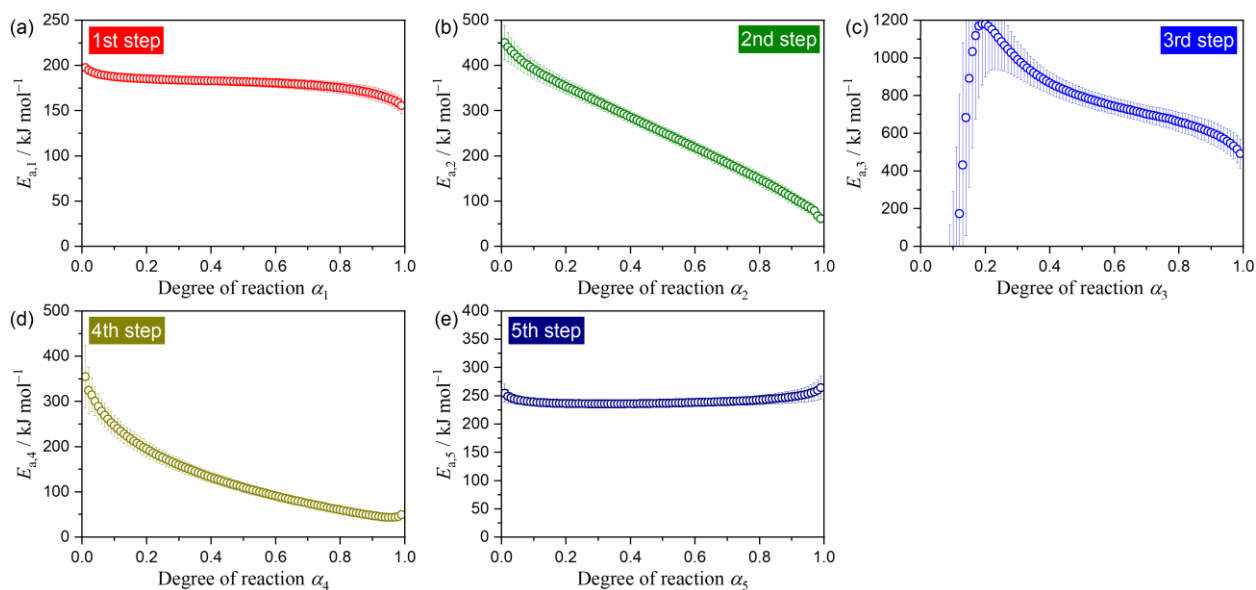 (a)
1st step
250
200
150
100
50
0
E_a,1 / kJ mol⁻¹
0.0 0.2 0.4 0.6 0.8 1.0
Degree of reaction α₁
(b)
2nd step
500
400
300
200
100
0
E_a,2 / kJ mol⁻¹
0.0 0.2 0.4 0.6 0.8 1.0
Degree of reaction α₂
(c)
3rd step
1200
1000
800
600
400
200
0
E_a,3 / kJ mol⁻¹
0.0 0.2 0.4 0.6 0.8 1.0
Degree of reaction α₃
(d)
4th step
500
400
300
200
100
0
E_a,4 / kJ mol⁻¹
0.0 0.2 0.4 0.6 0.8 1.0
Degree of reaction α₄
(e)
5th step
400
350
300
250
200
150
100
50
0
E_a,5 / kJ mol⁻¹
0.0 0.2 0.4 0.6 0.8 1.0
Degree of reaction α₅